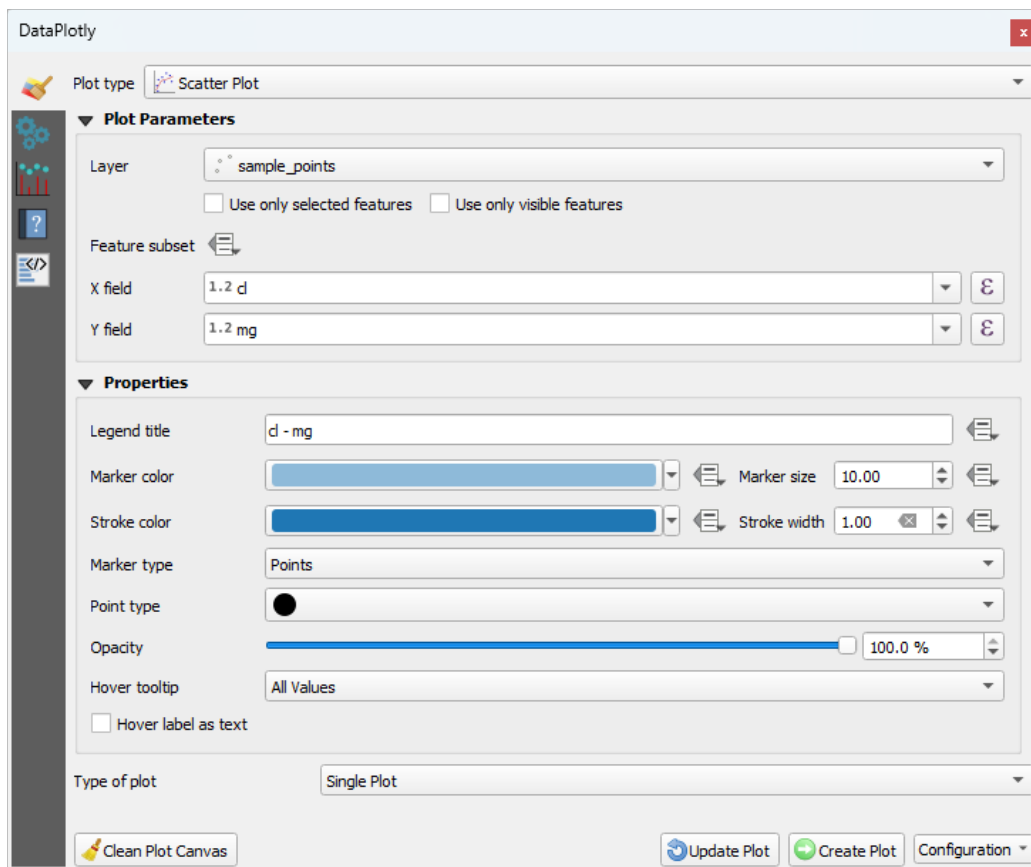 DataPlotly
x
Plot type Scatter Plot
Plot Parameters
Layer sample_points
Use only selected features Use only visible features
Feature subset
X field 1.2 cl ε
Y field 1.2 mg ε
Properties
Legend title cl - mg
Marker color Marker size 10.00
Stroke color Stroke width 1.00
Marker type Points
Point type
Opacity 100.0 %
Hover tooltip All Values
Hover label as text
Type of plot Single Plot
Clean Plot Canvas Update Plot Create Plot Configuration